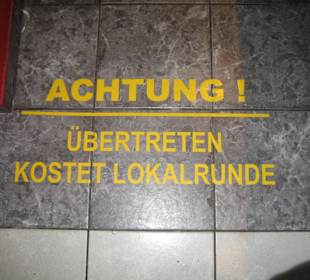 ACHTUNG !
ÜBERTRETEN
KOSTET LOKALRUNDE